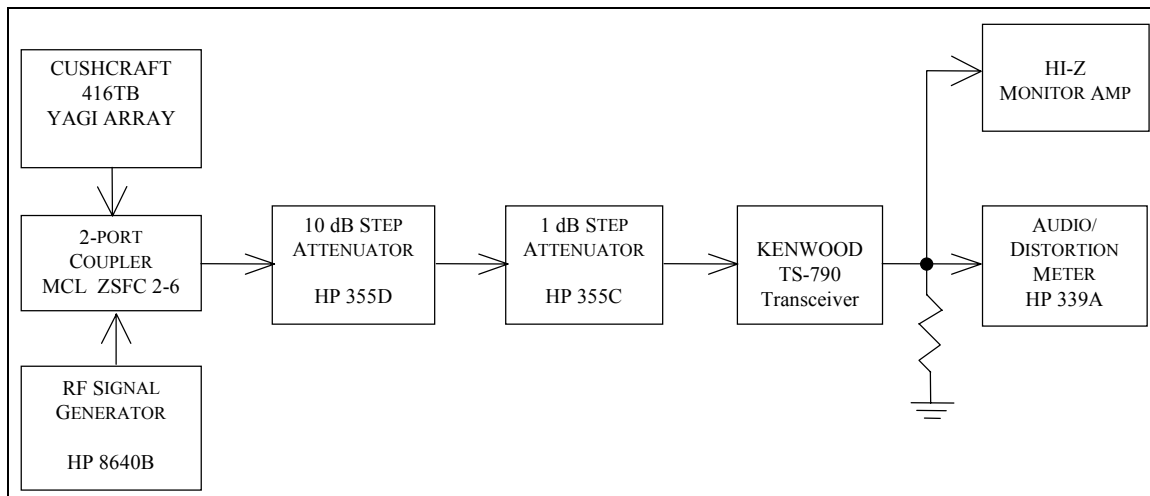 CUSHCRAFT
416TB
YAGI ARRAY
HI-Z
MONITOR AMP
2-PORT
COUPLER
MCL ZSFC 2-6
10 dB STEP
ATTENUATOR
HP 355D
1 dB STEP
ATTENUATOR
HP 355C
KENWOOD
TS-790
Transceiver
AUDIO/
DISTORTION
METER
HP 339A
RF SIGNAL
GENERATOR
HP 8640B